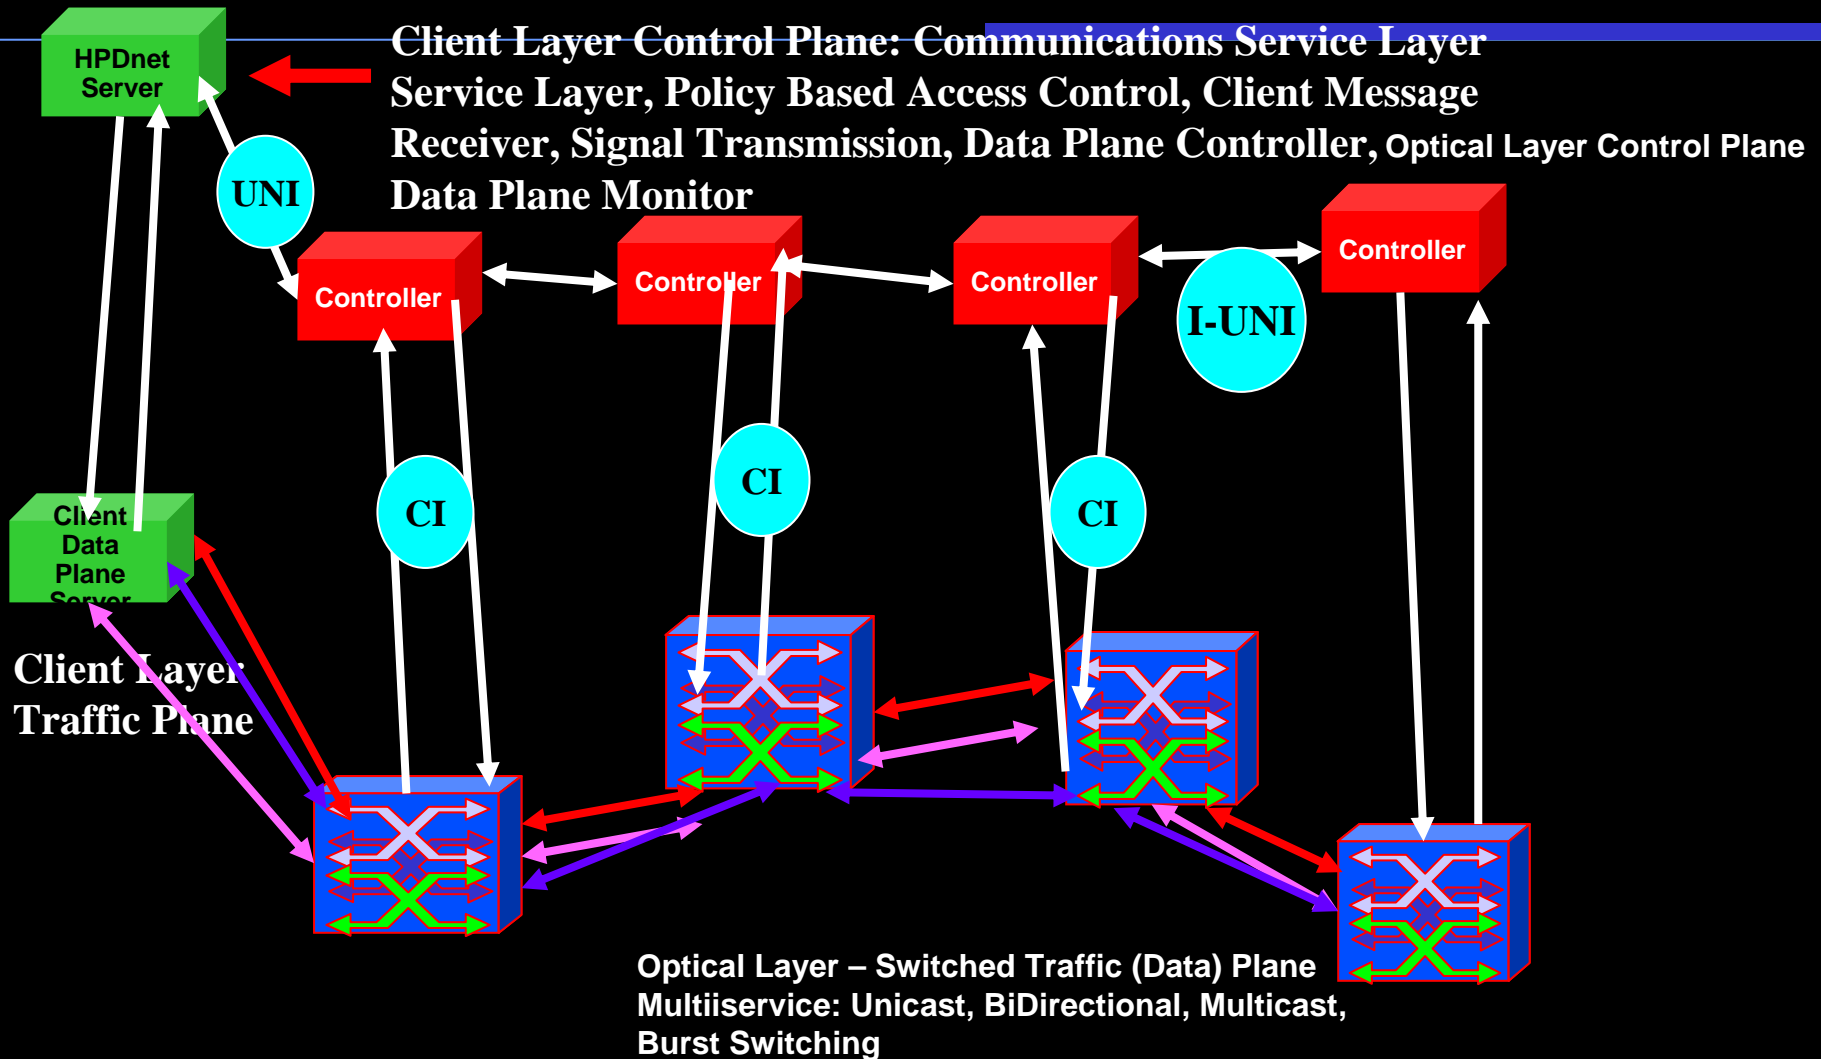 HPDnet
Server
Client Layer Control Plane: Communications Service Layer
Service Layer, Policy Based Access Control, Client Message
Receiver, Signal Transmission, Data Plane Controller,
Data Plane Monitor
Optical Layer Control Plane
UNI
Controller
Controller
Controller
Controller
I-UNI
CI
CI
CI
Client
Data
Plane
Server
Client Layer
Traffic Plane
Optical Layer – Switched Traffic (Data) Plane
Multiiservice: Unicast, BiDirectional, Multicast,
Burst Switching